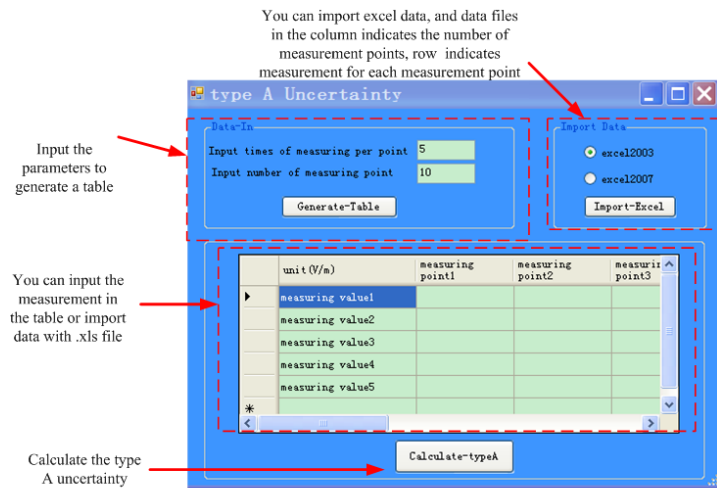 You can import excel data, and data files
in the column indicates the number of
measurement points, row indicates
measurement for each measurement point
type A Uncertainty
Data-In
Import Data
Input the
parameters to
generate a table
Input times of measuring per point 5
Input number of measuring point 10
Generate-Table
excel2003
excel2007
Import-Excel
You can input the
measurement in
the table or import
data with .xls file
unit(V/m)
measuring
point1
measuring
point2
measurin
point3
measuring value1
measuring value2
measuring value3
measuring value4
measuring value5
Calculate the type
A uncertainty
Calculate-typeA